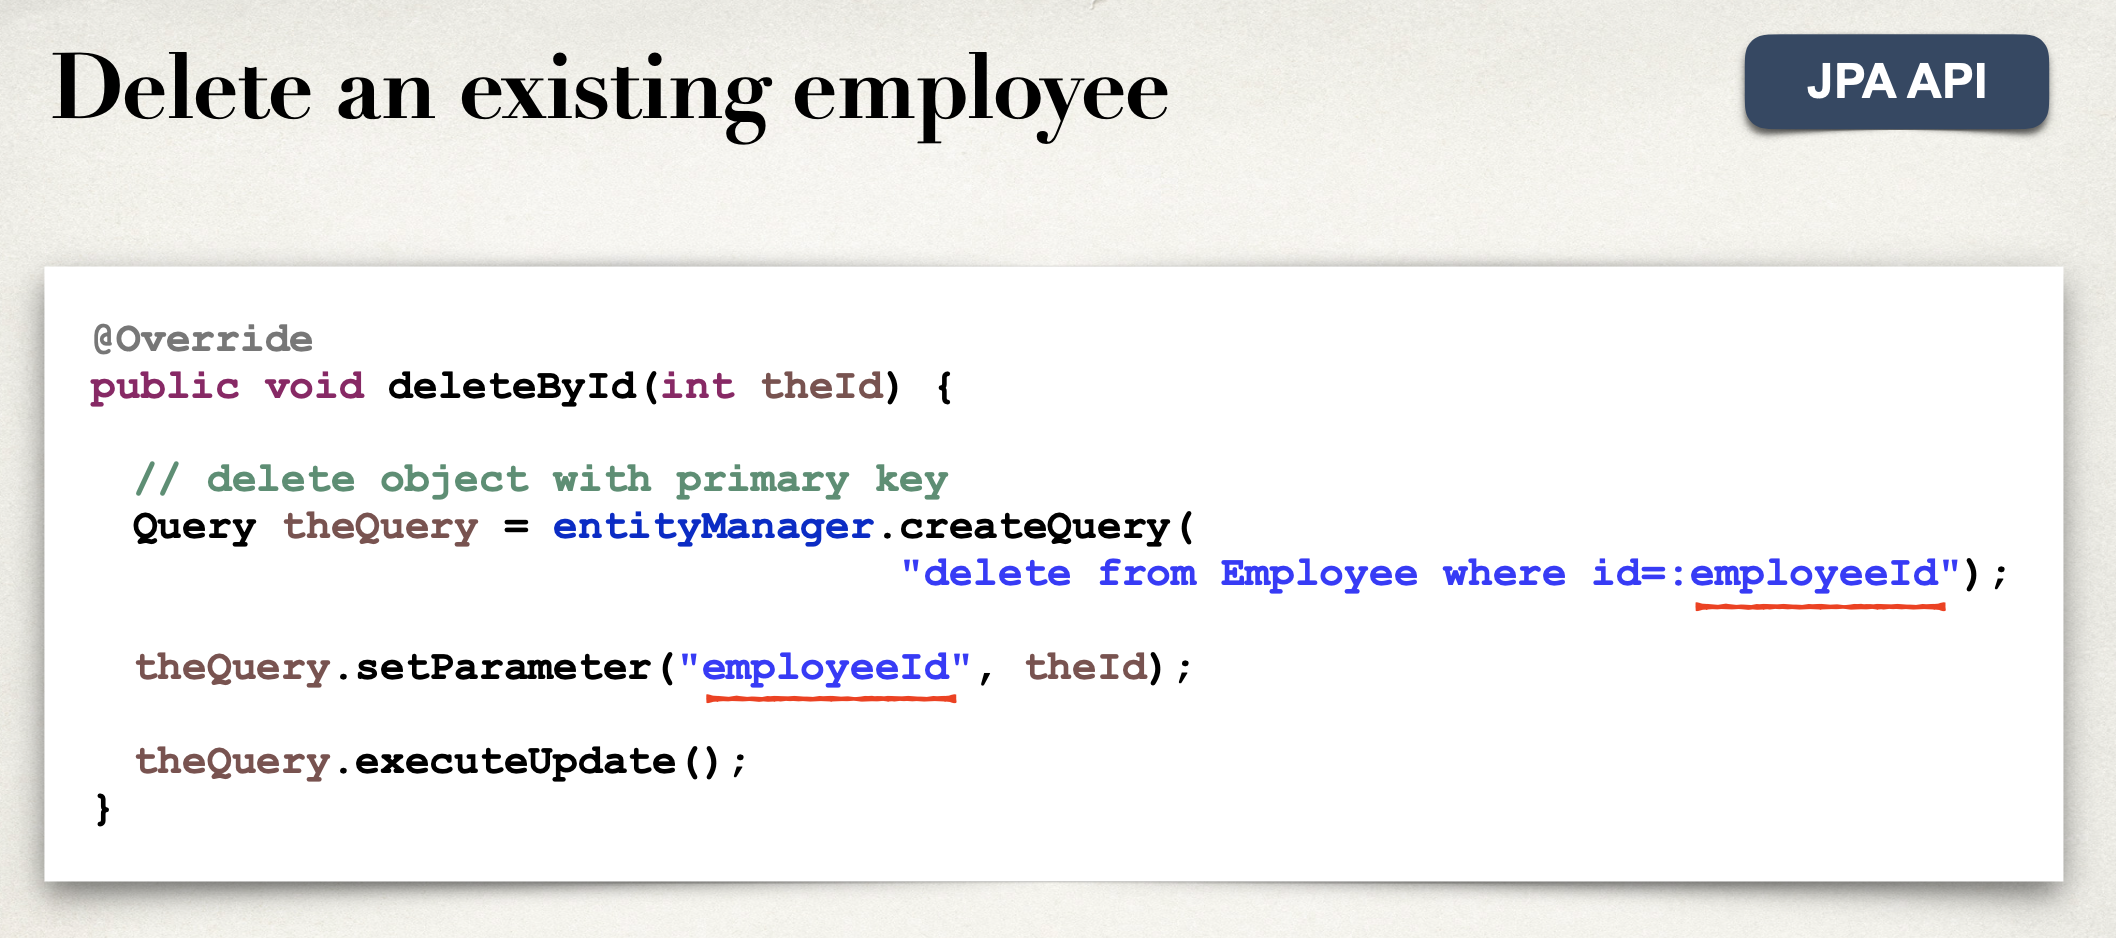 Delete an existing employee
JPA API
@Override
public void deleteById(int theId) {
// delete object with primary key
Query theQuery = entityManager.createQuery(
"delete from Employee where id=:employeeId");
theQuery.setParameter("employeeId", theId);
theQuery.executeUpdate();
}